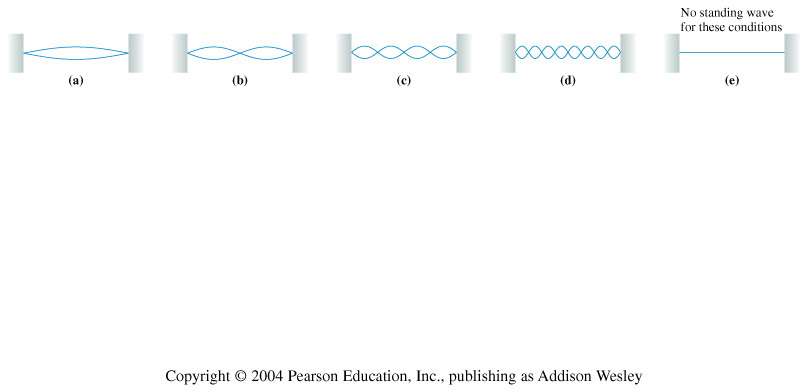 No standing wave
for these conditions
(a)
(b)
(c)
(d)
(e)
Copyright © 2004 Pearson Education, Inc., publishing as Addison Wesley